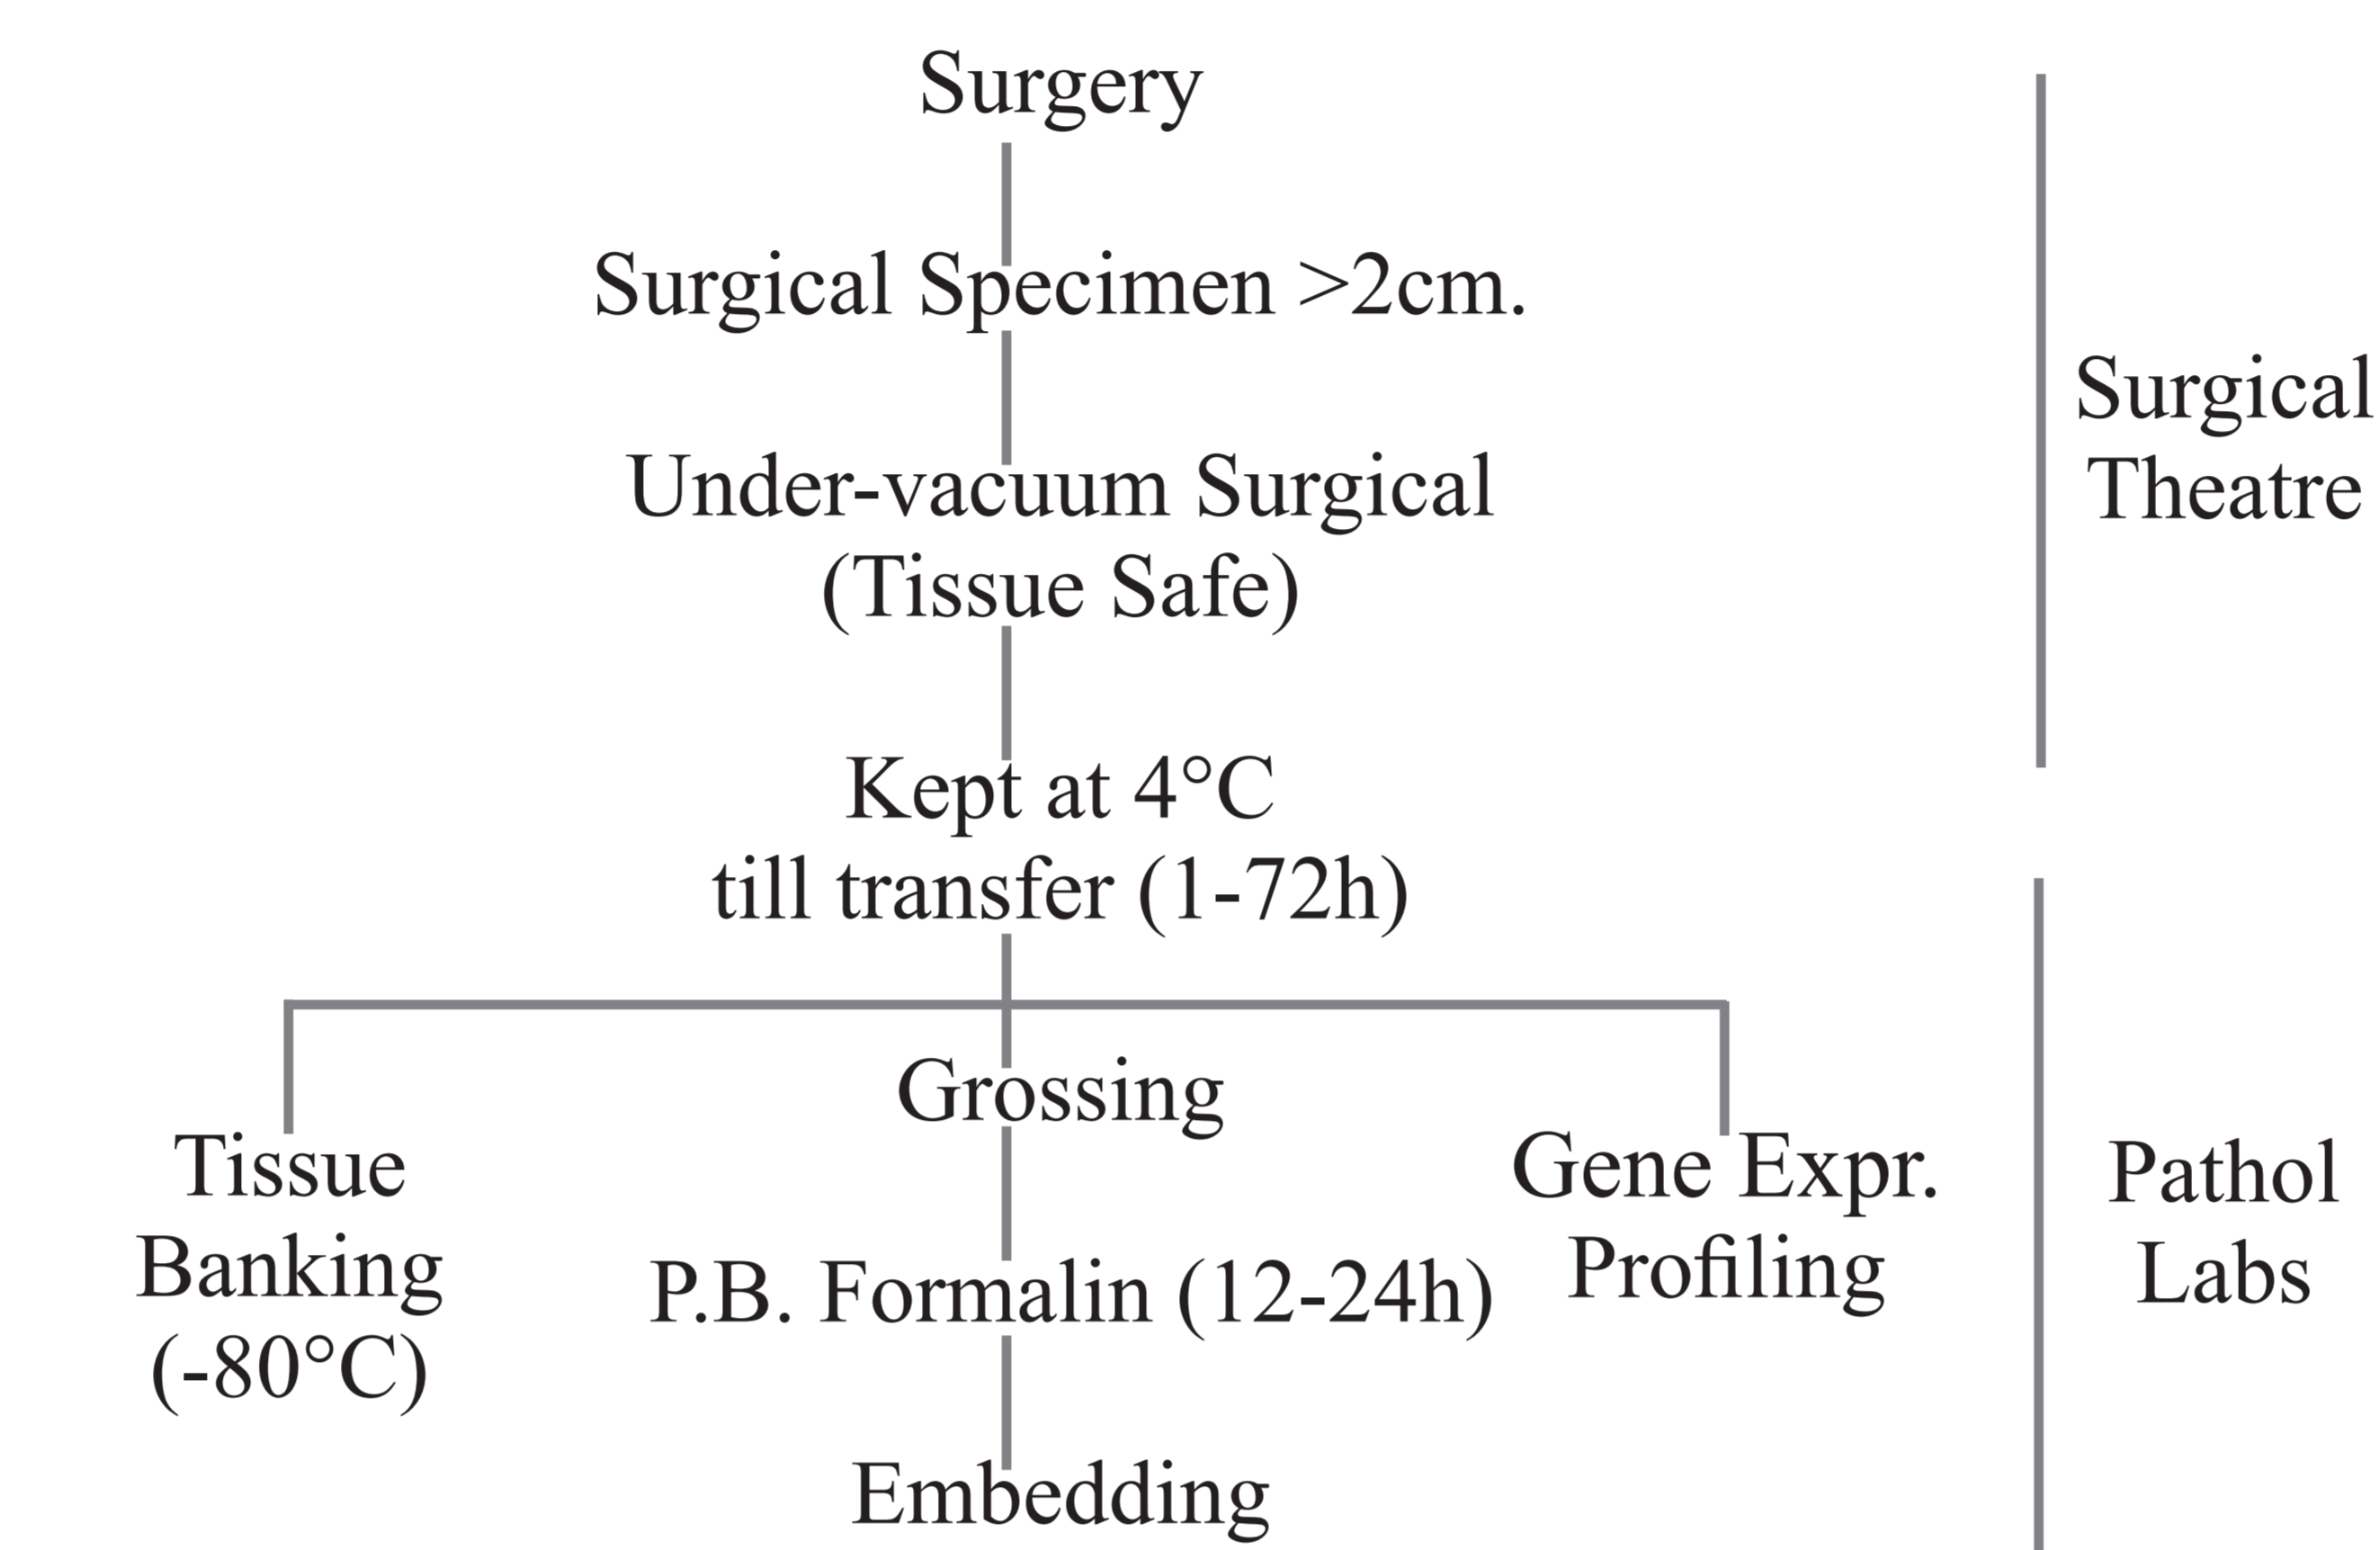 Surgery
Surgical Specimen >2cm.
Under-vacuum Surgical
(Tissue Safe)
Kept at 4°C
till transfer (1-72h)
Surgical
Theatre
Grossing
Tissue
Banking
(-80°C)
P.B. Formalin (12-24h)
Gene Expr.
Profiling
Embedding
Pathol
Labs